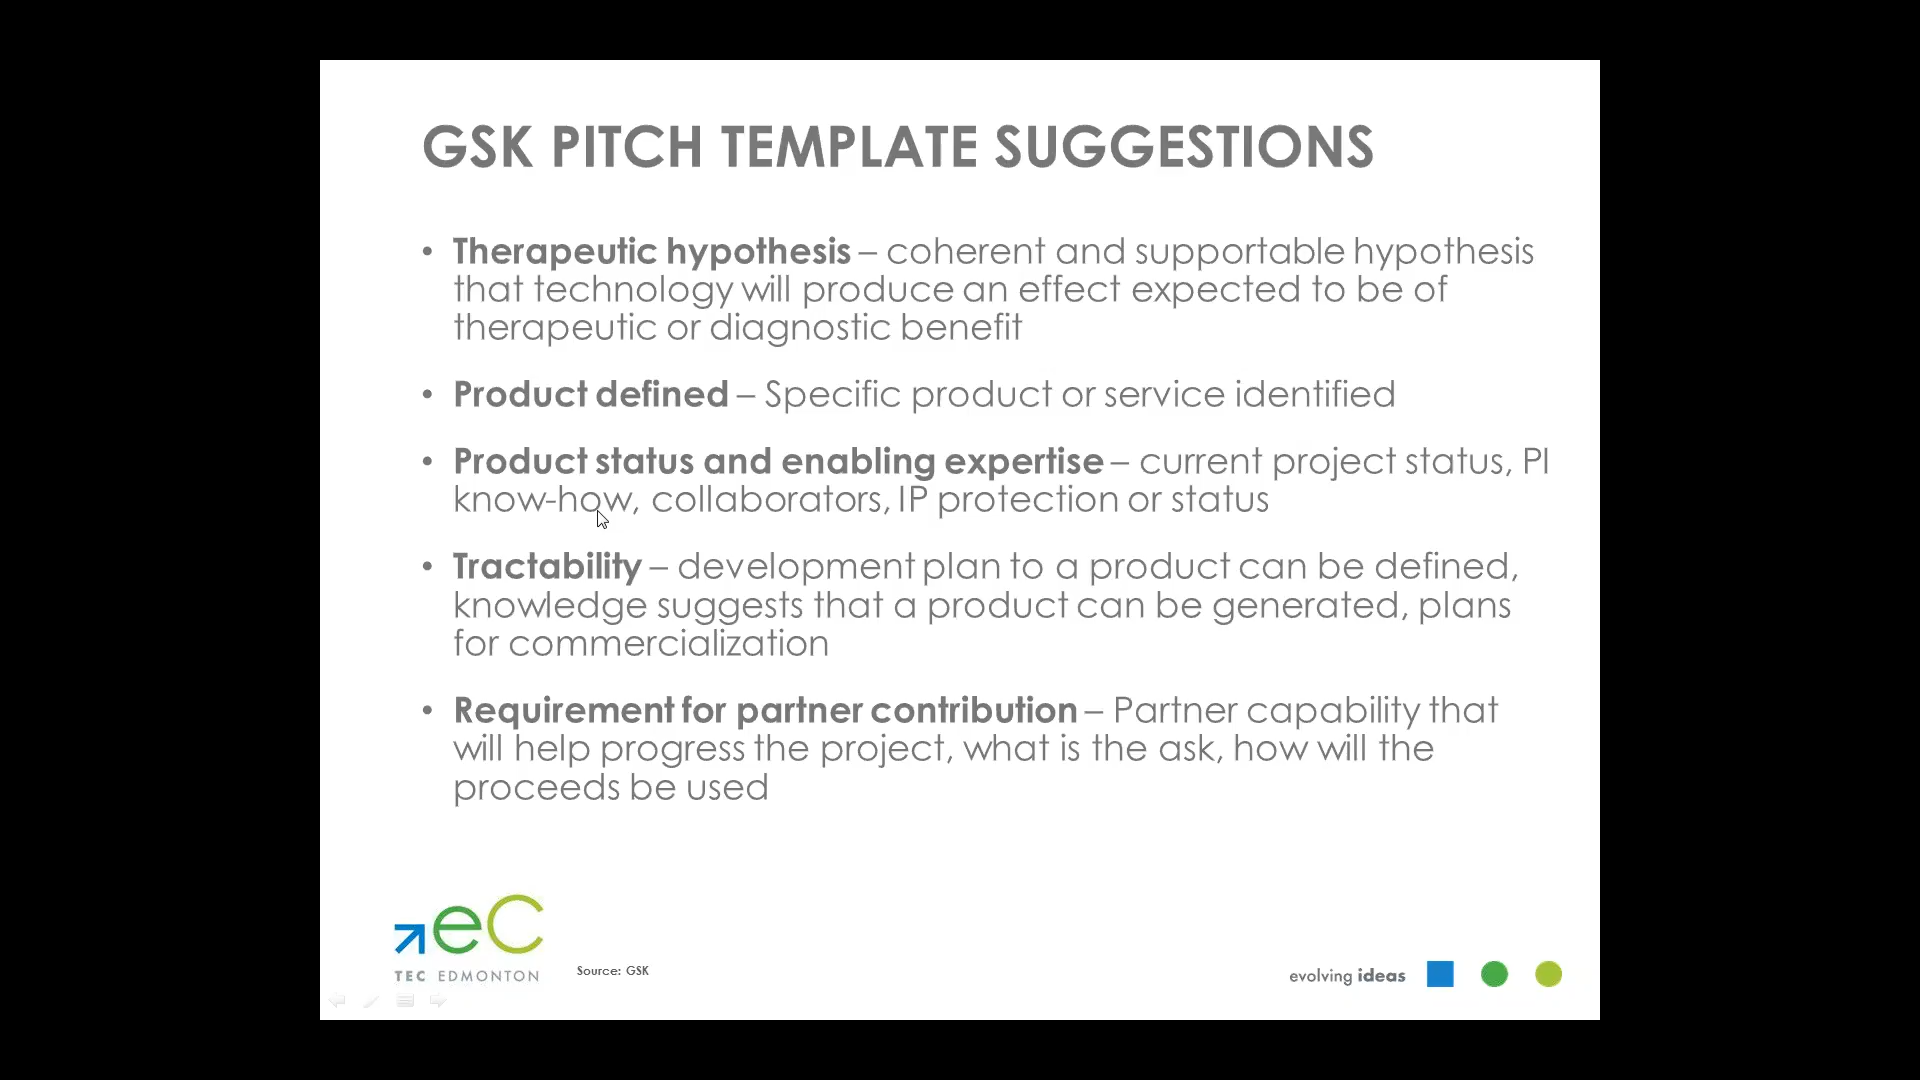 GSK PITCH TEMPLATE SUGGESTIONS
• Therapeutic hypothesis – coherent and supportable hypothesis
that technology will produce an effect expected to be of
therapeutic or diagnostic benefit
• Product defined – Specific product or service identified
• Product status and enabling expertise – current project status, PI
know-how, collaborators, IP protection or status
• Tractability – development plan to a product can be defined,
knowledge suggests that a product can be generated, plans
for commercialization
• Requirement for partner contribution – Partner capability that
will help progress the project, what is the ask, how will the
proceeds be used
eC
TEC EDMONTON
Source: GSK
evolving ideas